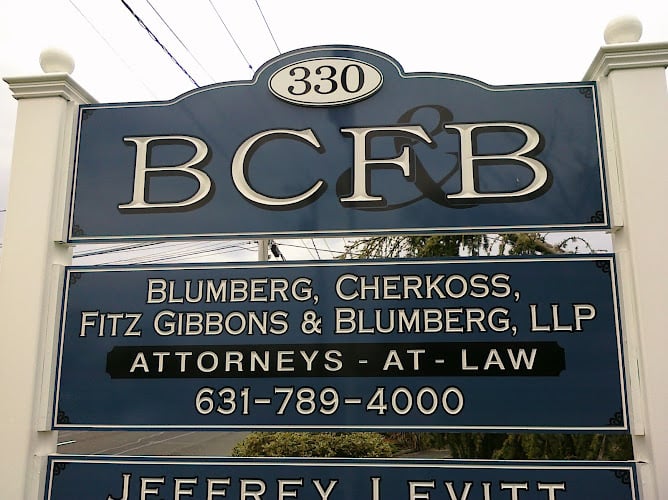 330
BCF&B
BLUMBERG, CHERKOSS,
FITZ GIBBONS & BLUMBERG, LLP
ATTORNEYS - AT - LAW
631-789-4000
JEFFREY LEVITT